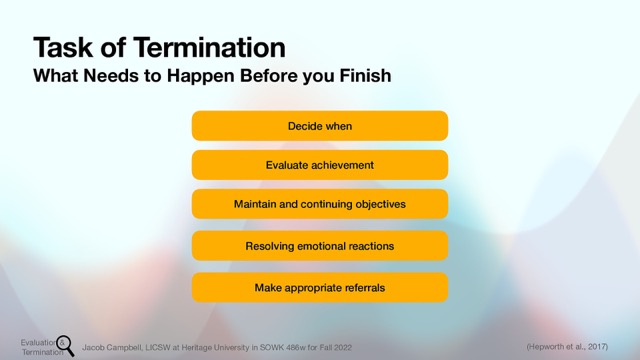 Task of Termination
What Needs to Happen Before you Finish
Decide when
Evaluate achievement
Maintain and continuing objectives
Resolving emotional reactions
Make appropriate referrals
Evaluation &
Termination
Jacob Campbell, LICSW at Heritage University in SOWK 486w for Fall 2022
(Hepworth et al., 2017)